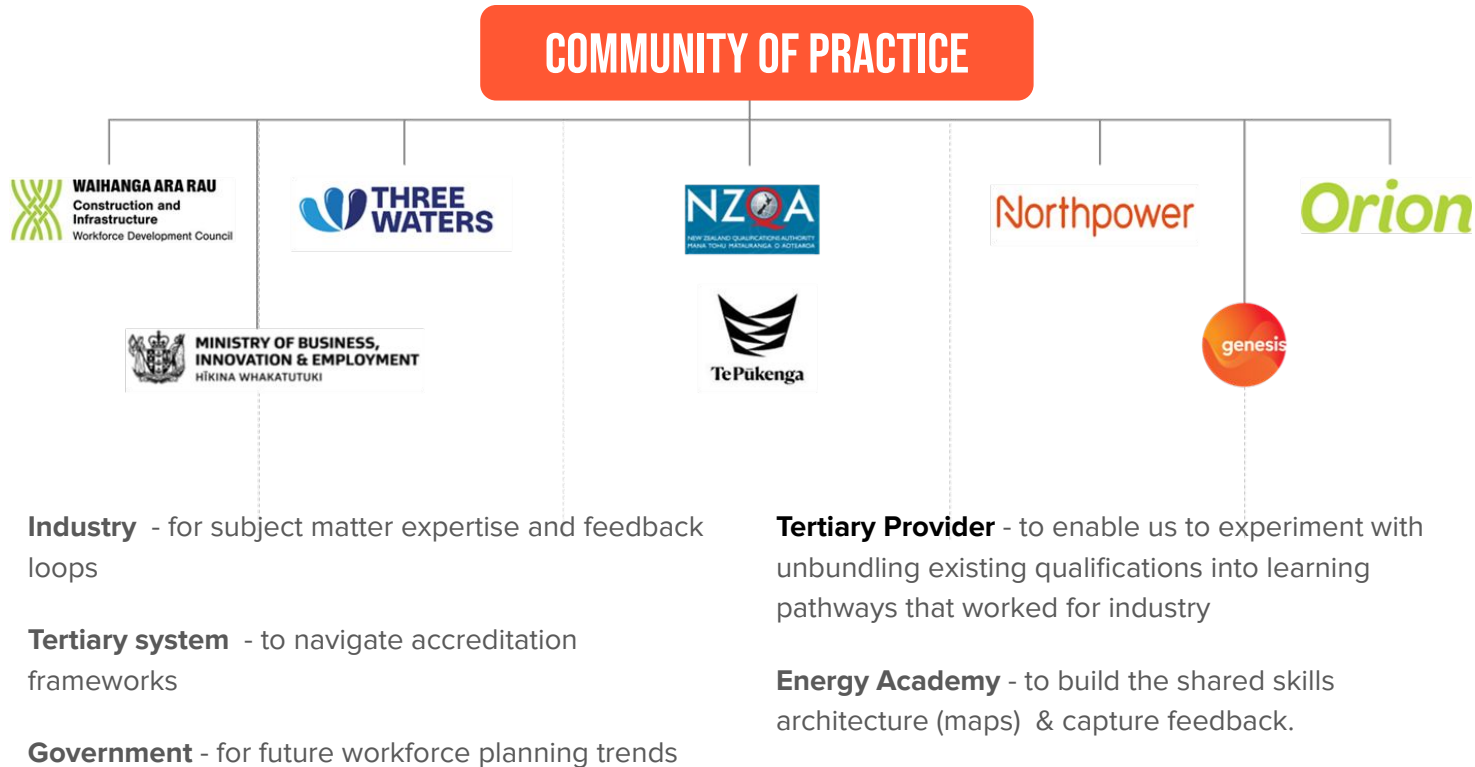 COMMUNITY OF PRACTICE
WAIHANGA ARA RAU
Construction and
Infrastructure
Workforce Development Council
THREE
WATERS
NZQA
NEW ZEALAND QUALIFICATIONS AUTHORITY
MANA TOHU MĀTAURANGA O AOTEAROA
Northpower
Orion
MINISTRY OF BUSINESS,
INNOVATION & EMPLOYMENT
HĪKINA WHAKATUTUKI
Te Pūkenga
genesis
Industry - for subject matter expertise and feedback
loops
Tertiary system - to navigate accreditation
frameworks
Government - for future workforce planning trends
Tertiary Provider - to enable us to experiment with
unbundling existing qualifications into learning
pathways that worked for industry
Energy Academy - to build the shared skills
architecture (maps) & capture feedback.